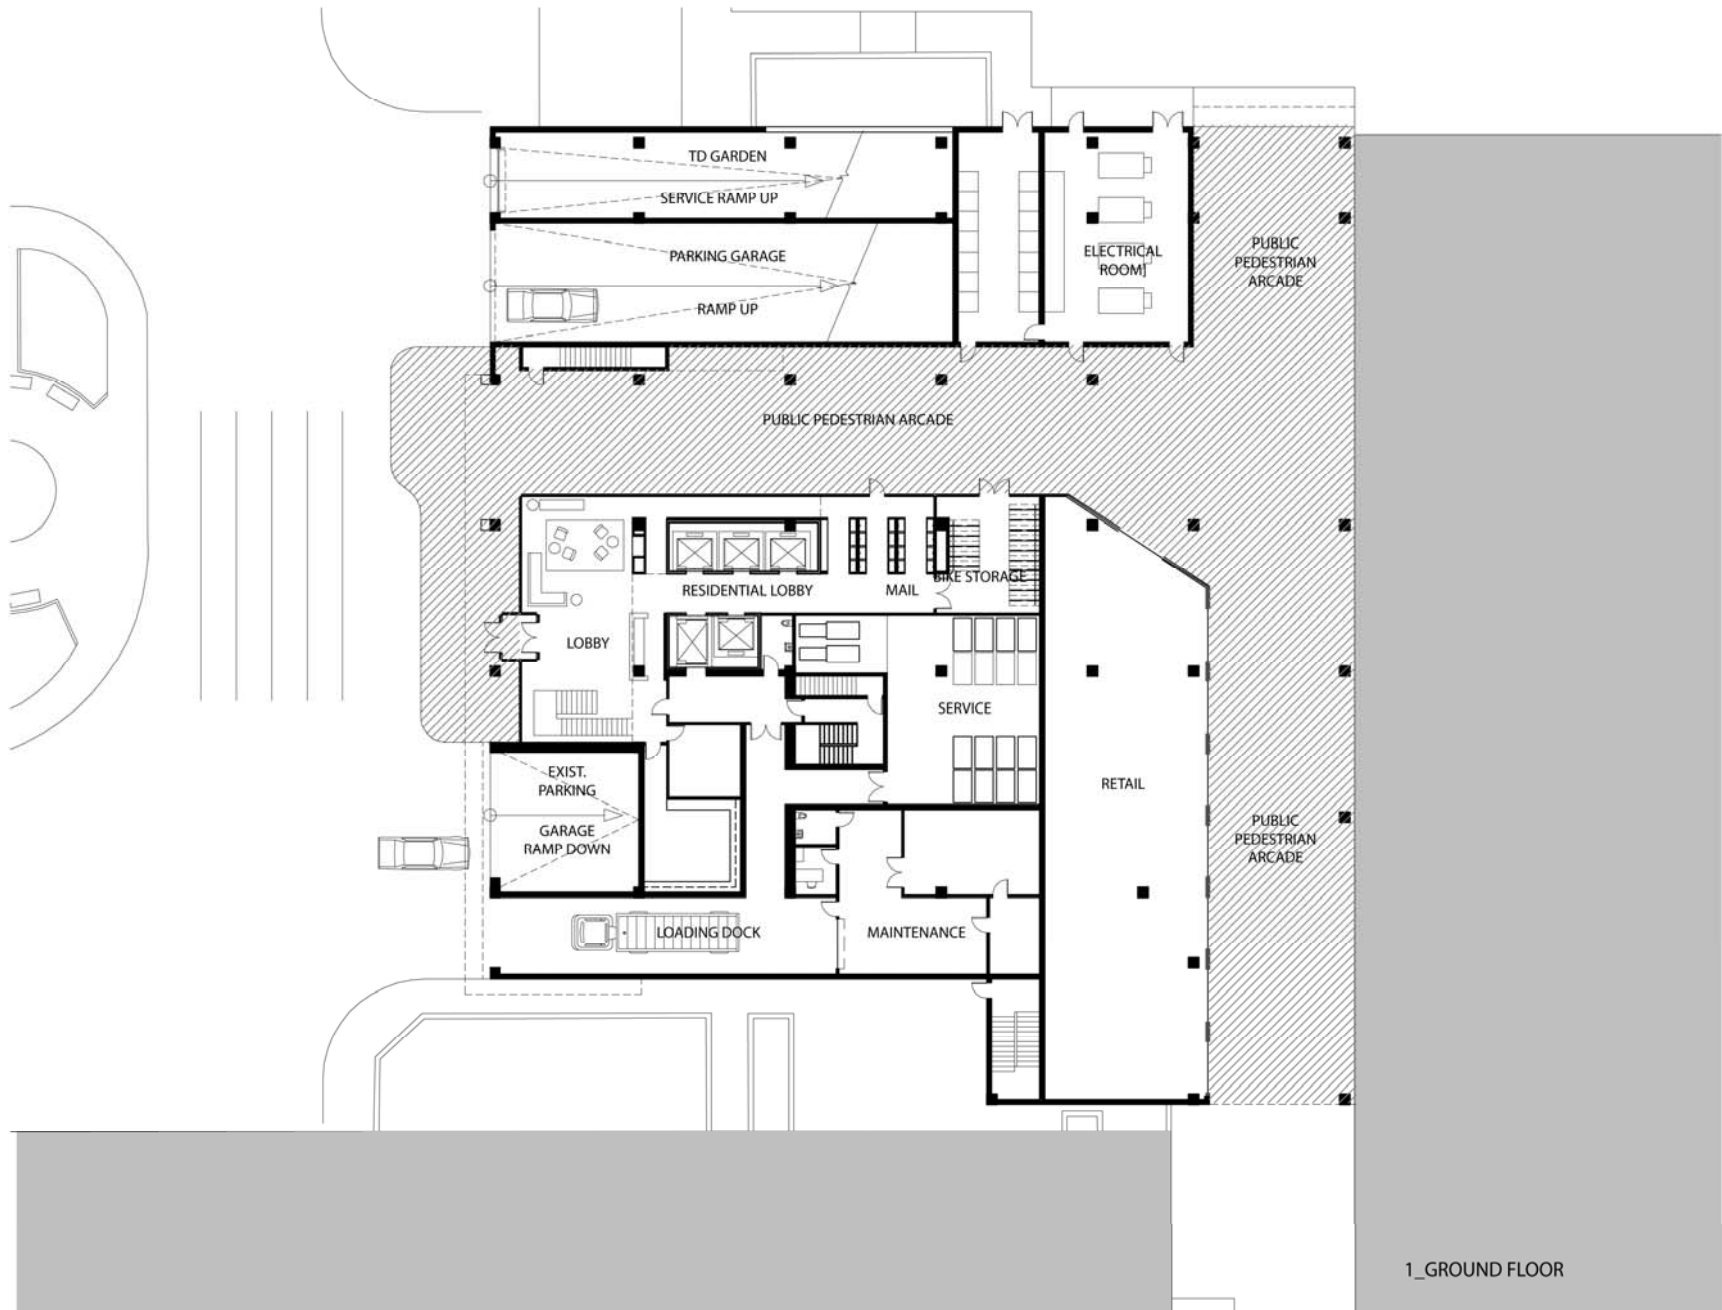 TD GARDEN
SERVICE RAMP UP
PARKING GARAGE
RAMP UP
ELECTRICAL
ROOM
PUBLIC
PEDESTRIAN
ARCADE
PUBLIC PEDESTRIAN ARCADE
RESIDENTIAL LOBBY
MAIL
BIKE STORAGE
LOBBY
SERVICE
EXIST.
PARKING
GARAGE
RAMP DOWN
RETAIL
PUBLIC
PEDESTRIAN
ARCADE
LOADING DOCK
MAINTENANCE
1_GROUND FLOOR